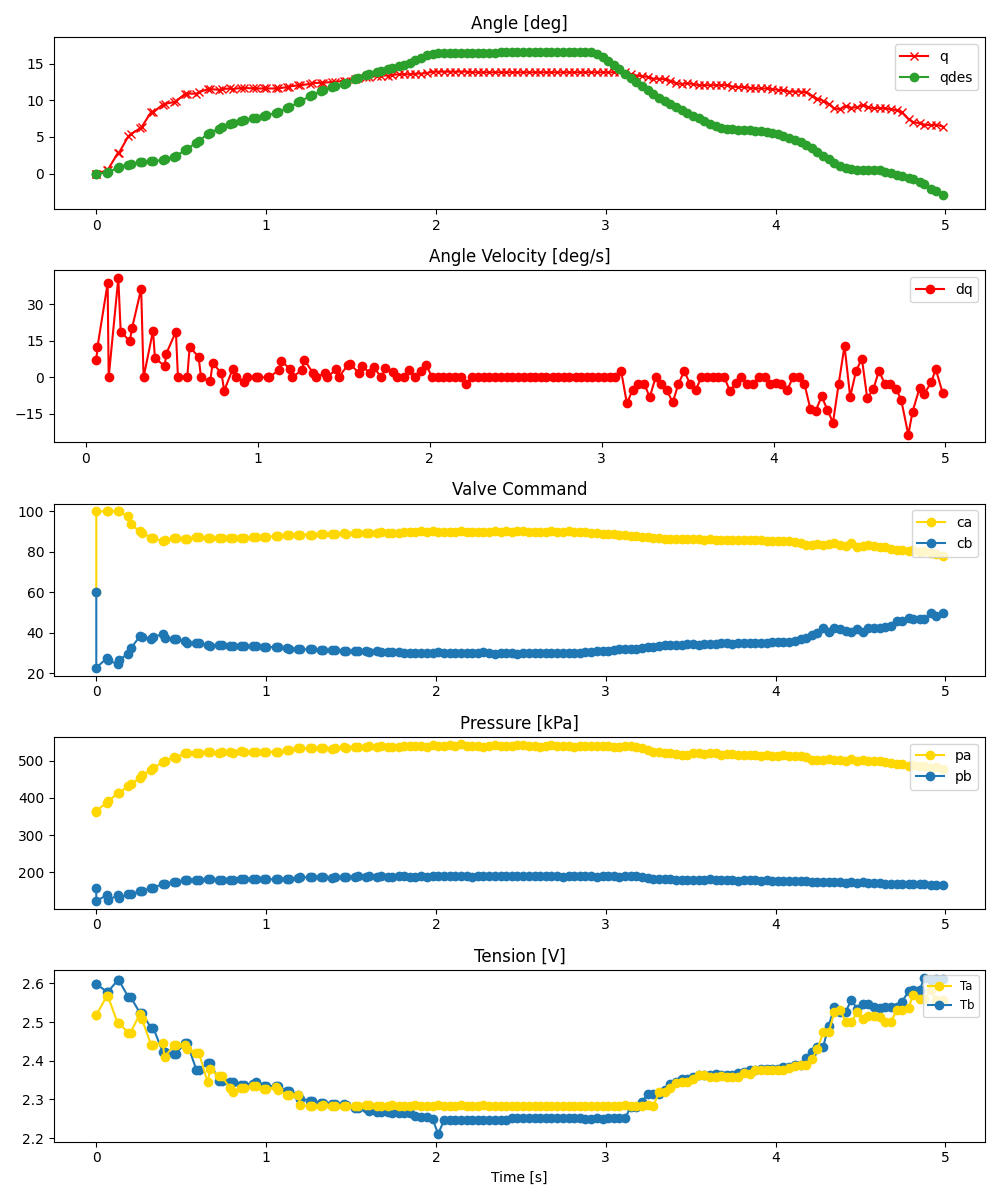 Angle [deg]
15
10
5
0
q
qdes
0 1 2 3 4 5
Angle Velocity [deg/s]
30
15
0
−15
dq
0 1 2 3 4 5
Valve Command
100
80
60
40
20
ca
cb
0 1 2 3 4 5
Pressure [kPa]
500
400
300
200
pa
pb
0 1 2 3 4 5
Tension [V]
2.6
2.5
2.4
2.3
2.2
Ta
Tb
0 1 2 3 4 5
Time [s]